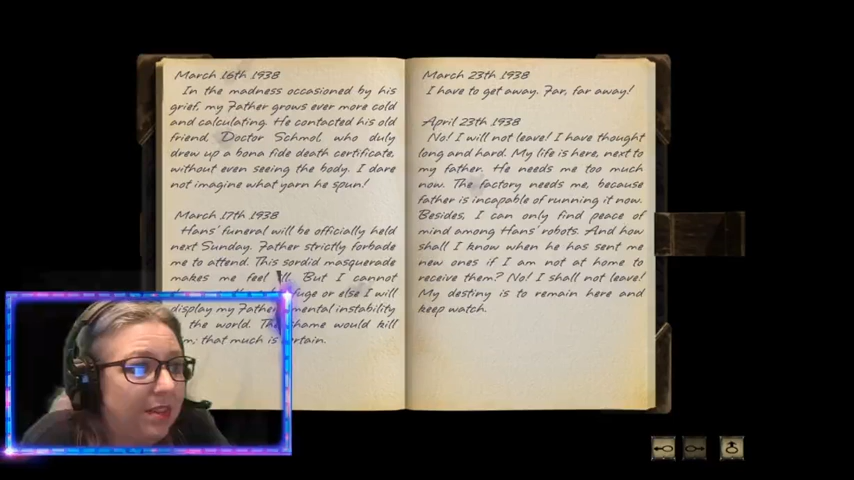 March 16th 1938
In the madness occasioned by his
grief, my Father grows ever more cold
and calculating. He contacted his old
friend, Doctor Schmol, who duly
drew up a bona fide death certificate,
without even seeing the body. I dare
not imagine what yarn he spun!
March 17th 1938
Hans' funeral will be officially held
next Sunday. Father strictly forbade
me to attend. This sordid masquerade
makes me feel ill. But I cannot
fuge or else I will
display my Father mental instability
the world. The shame would kill
m; that much is certain.
March 23th 1938
I have to get away. Far, far away!
April 23th 1938
No! I will not leave! I have thought
long and hard. My life is here, next to
my father. He needs me too much
now. The factory needs me, because
father is incapable of running it now.
Besides, I can only find peace of
mind among Hans' robots. And how
shall I know when he has sent me
new ones if I am not at home to
receive them? No! I shall not leave!
My destiny is to remain here and
keep watch.